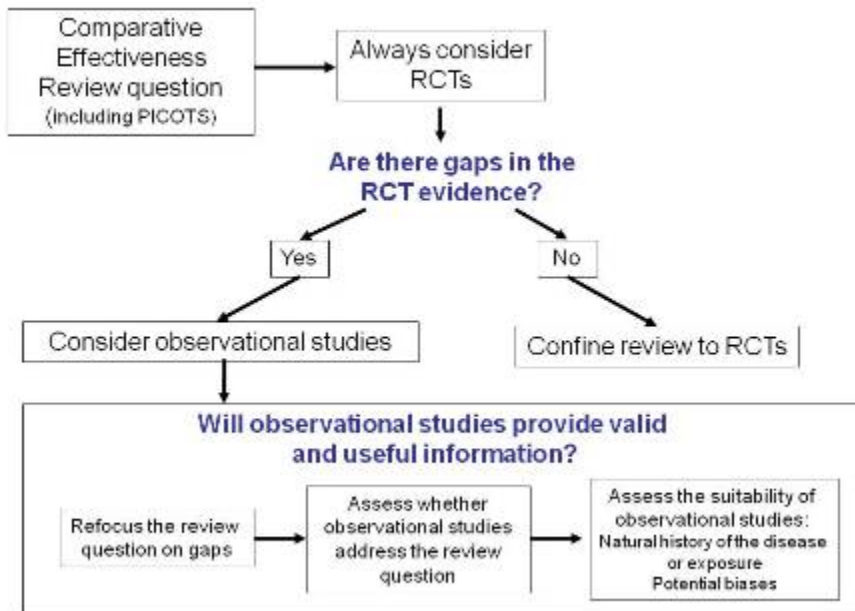 Comparative
Effectiveness
Review question
(including PICOTS)
Always consider
RCTs
Are there gaps in the
RCT evidence?
Yes
No
Consider observational studies
Confine review to RCTs
Will observational studies provide valid
and useful information?
Refocus the review
question on gaps
Assess whether
observational studies
address the review
question
Assess the suitability of
observational studies:
Natural history of the disease
or exposure
Potential biases